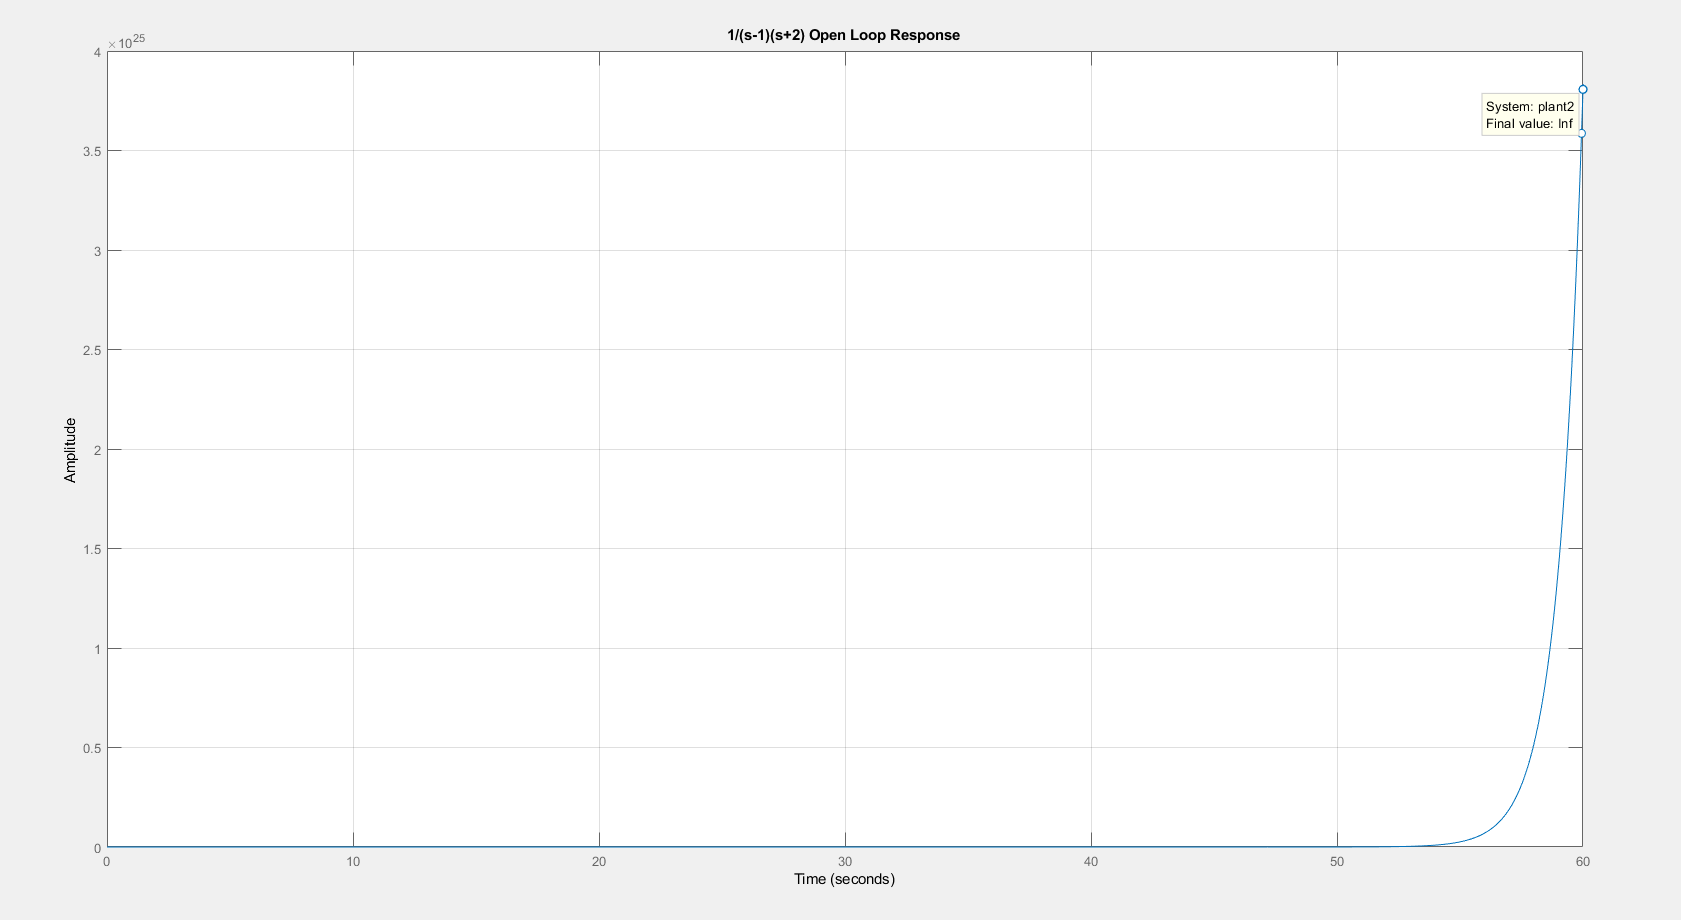 1/(s-1)(s+2) Open Loop Response
×10^25
4
3.5
3
2.5
2
1.5
1
0.5
0
Amplitude
System: plant2
Final value: Inf
0 10 20 30 40 50 60
Time (seconds)